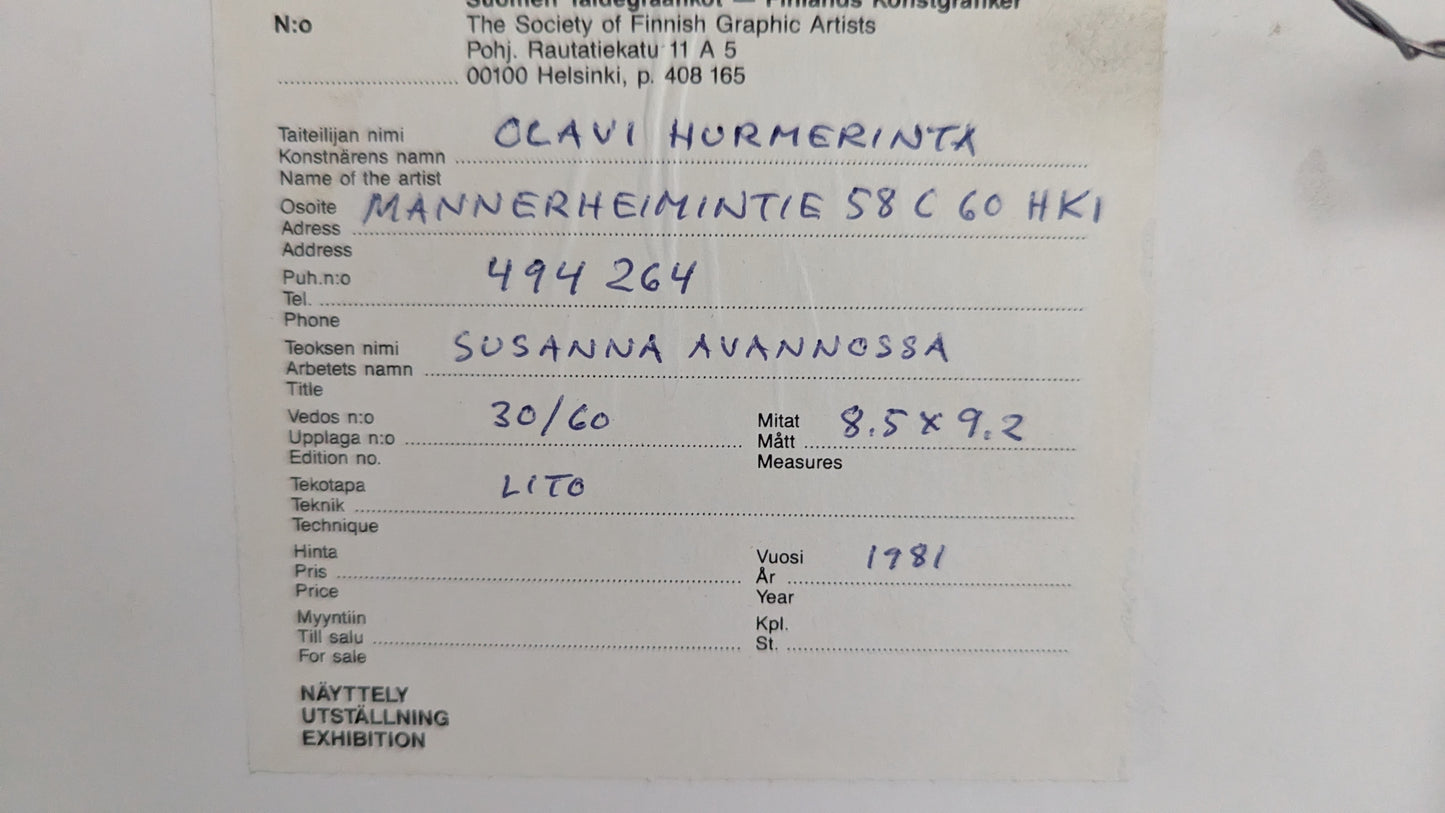 Suomen Taidegraafikot — Finlands Konstgrafiker
N:o The Society of Finnish Graphic Artists
Pohj. Rautatiekatu 11 A 5
00100 Helsinki, p. 408 165
Taiteilijan nimi OLAVI HURMERINTA
Konstnärens namn
Name of the artist
Osoite MANNERHEIMINTIE 58 C 60 HKI
Adress
Address
Puh.n:o 494 264
Tel.
Phone
Teoksen nimi SUSANNA AVANNOSSA
Arbetets namn
Title
Vedos n:o 30/60 Mitat 8.5 x 9.2
Upplaga n:o Mått
Edition no. Measures
Tekotapa LITO
Teknik
Technique
Hinta Vuosi 1981
Pris År
Price Year
Myyntiin Kpl.
Till salu St.
For sale
NÄYTTELY
UTSTÄLLNING
EXHIBITION